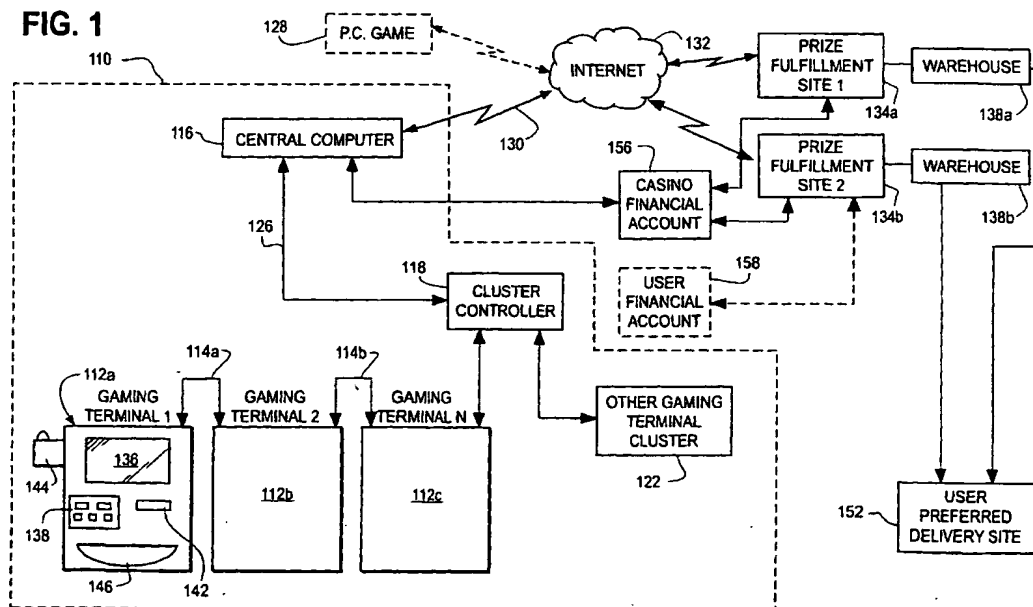 FIG. 1
128
P.C. GAME
132
INTERNET
PRIZE
FULFILLMENT
SITE 1
134a
WAREHOUSE
138a
110
116
CENTRAL COMPUTER
130
156
CASINO
FINANCIAL
ACCOUNT
PRIZE
FULFILLMENT
SITE 2
134b
WAREHOUSE
138b
126
118
CLUSTER
CONTROLLER
158
USER
FINANCIAL
ACCOUNT
114a
114b
112a
GAMING
TERMINAL 1
GAMING
TERMINAL 2
GAMING
TERMINAL N
OTHER GAMING
TERMINAL
CLUSTER
122
136
144
138
142
146
112b
112c
152
USER
PREFERRED
DELIVERY SITE